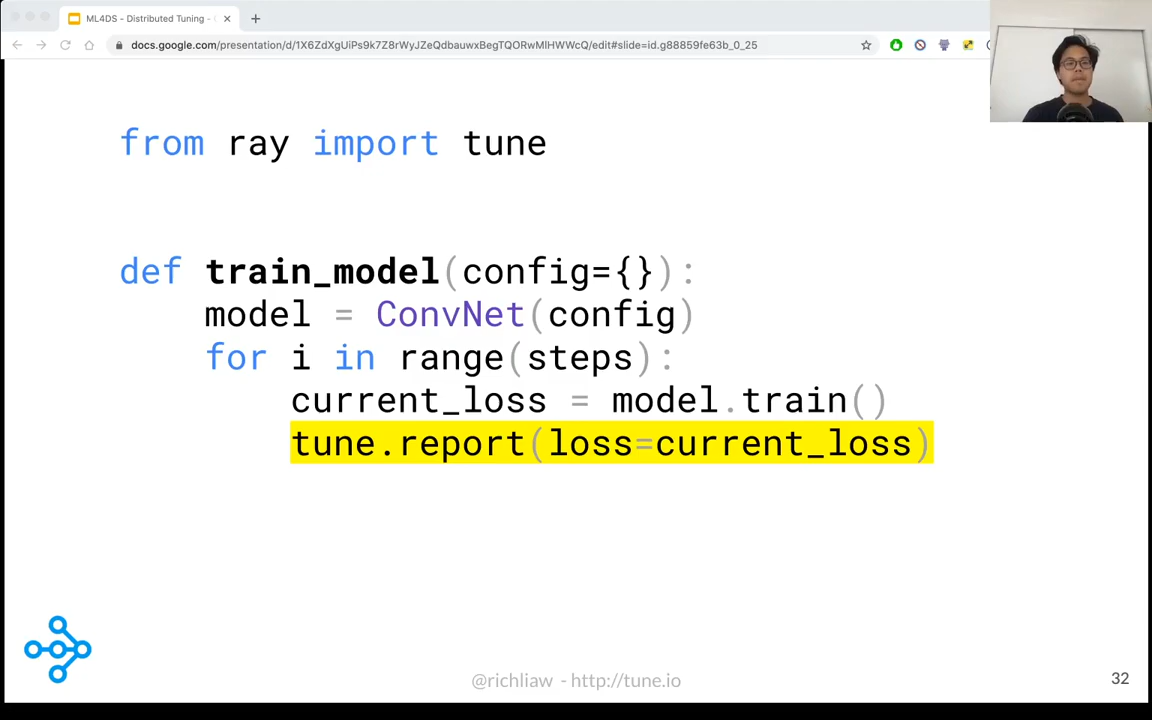 ML4DS - Distributed Tuning -
docs.google.com/presentation/d/1X6ZdXgUiPs9k7Z8rWyJZeQdbauwxBegTQORwMlHWWcQ/edit#slide=id.g88859fe63b_0_25
from ray import tune
def train_model(config={}):
model = ConvNet(config)
for i in range(steps):
current_loss = model.train()
tune.report(loss=current_loss)
@richliaw - http://tune.io
32